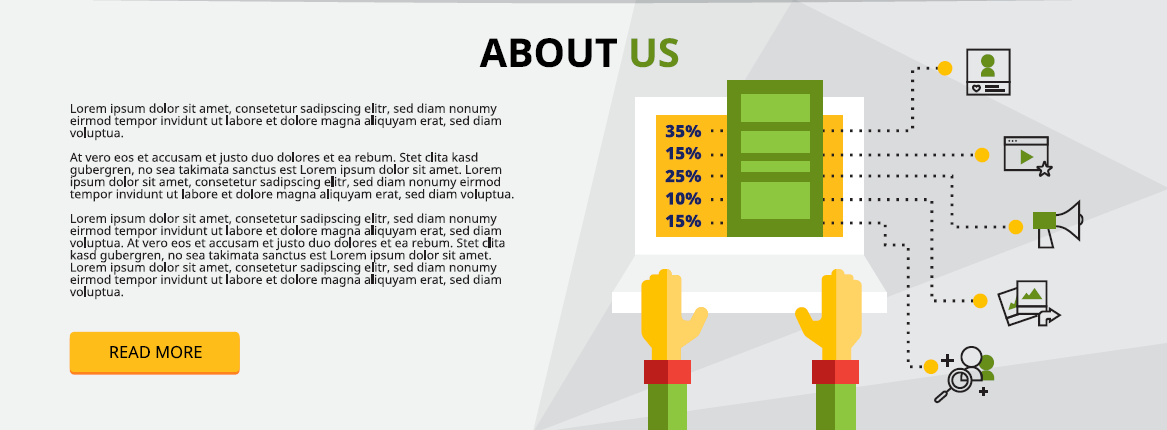 ABOUT US
Lorem ipsum dolor sit amet, consetetur sadipscing elitr, sed diam nonumy
eirmod tempor invidunt ut labore et dolore magna aliquyam erat, sed diam
voluptua.
At vero eos et accusam et justo duo dolores et ea rebum. Stet clita kasd
gubergren, no sea takimata sanctus est Lorem ipsum dolor sit amet. Lorem
ipsum dolor sit amet, consetetur sadipscing elitr, sed diam nonumy eirmod
tempor invidunt ut labore et dolore magna aliquyam erat, sed diam voluptua.
Lorem ipsum dolor sit amet, consetetur sadipscing elitr, sed diam nonumy
eirmod tempor invidunt ut labore et dolore magna aliquyam erat, sed diam
voluptua. At vero eos et accusam et justo duo dolores et ea rebum. Stet clita
kasd gubergren, no sea takimata sanctus est Lorem ipsum dolor sit amet.
Lorem ipsum dolor sit amet, consetetur sadipscing elitr, sed diam nonumy
eirmod tempor invidunt ut labore et dolore magna aliquyam erat, sed diam
voluptua.
READ MORE
35%
15%
25%
10%
15%